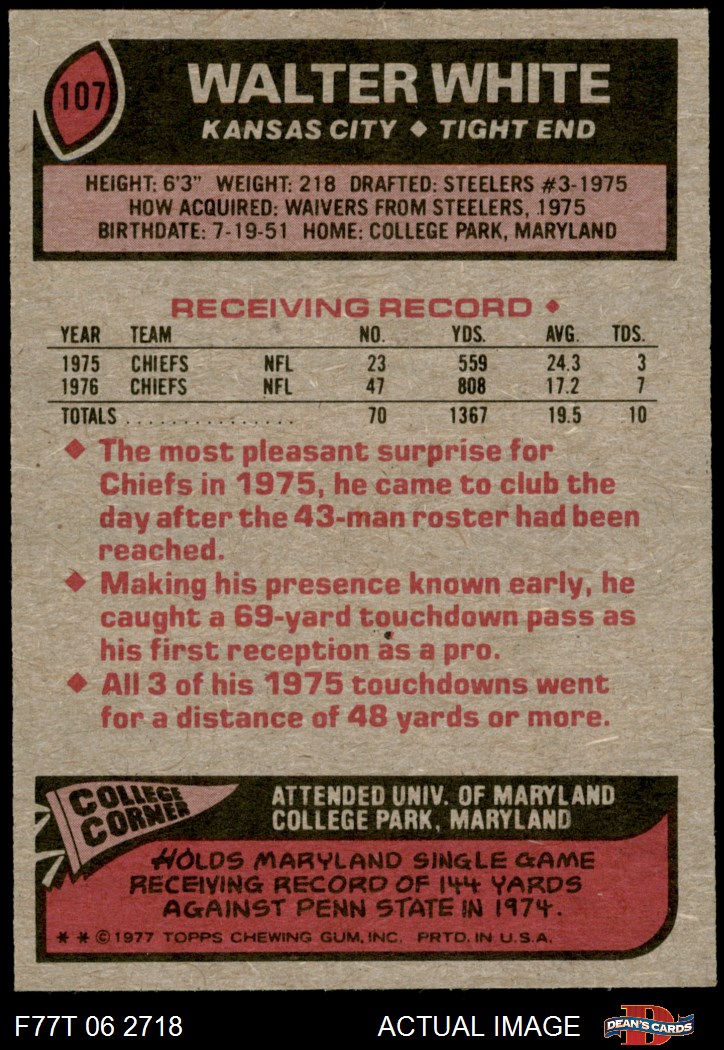 107
WALTER WHITE
KANSAS CITY ◆ TIGHT END
HEIGHT: 6'3" WEIGHT: 218 DRAFTED: STEELERS #3-1975
HOW ACQUIRED: WAIVERS FROM STEELERS, 1975
BIRTHDATE: 7-19-51 HOME: COLLEGE PARK, MARYLAND
RECEIVING RECORD ◆
YEAR TEAM NO. YDS. AVG. TDS.
1975 CHIEFS NFL 23 559 24.3 3
1976 CHIEFS NFL 47 808 17.2 7
TOTALS ................ 70 1367 19.5 10
◆ The most pleasant surprise for
Chiefs in 1975, he came to club the
day after the 43-man roster had been
reached.
◆ Making his presence known early, he
caught a 69-yard touchdown pass as
his first reception as a pro.
◆ All 3 of his 1975 touchdowns went
for a distance of 48 yards or more.
COLLEGE
CORNER
ATTENDED UNIV. OF MARYLAND
COLLEGE PARK, MARYLAND
HOLDS MARYLAND SINGLE GAME
RECEIVING RECORD OF 144 YARDS
AGAINST PENN STATE IN 1974.
* * © 1977 TOPPS CHEWING GUM, INC. PRTD. IN U.S.A.
F77T 06 2718 ACTUAL IMAGE
D
DEAN'S CARDS